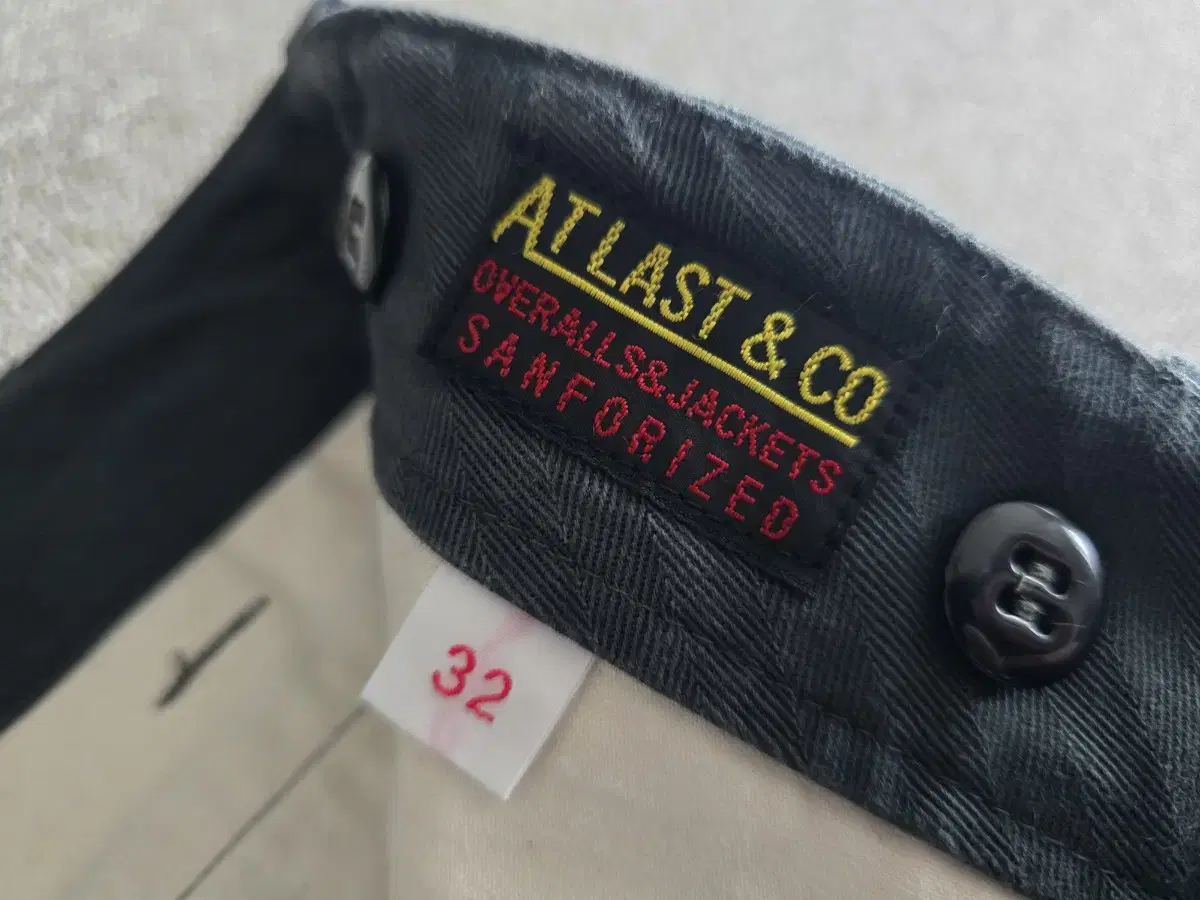 ATLAST & CO
OVERALLS & JACKETS
SANFORIZED
32